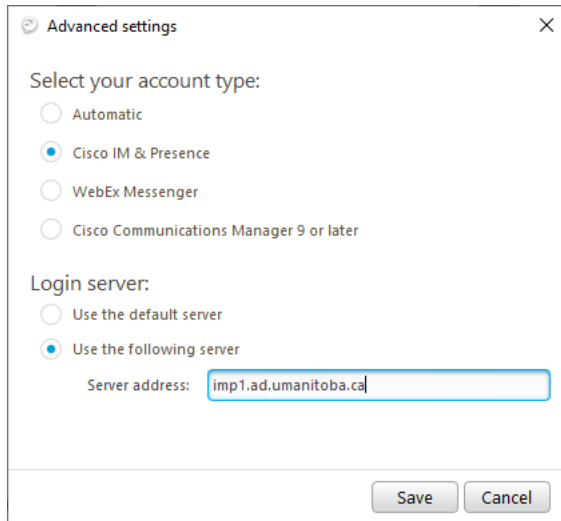 Advanced settings
Select your account type:
Automatic
Cisco IM & Presence
WebEx Messenger
Cisco Communications Manager 9 or later
Login server:
Use the default server
Use the following server
Server address: imp1.ad.umanitoba.ca
Save Cancel